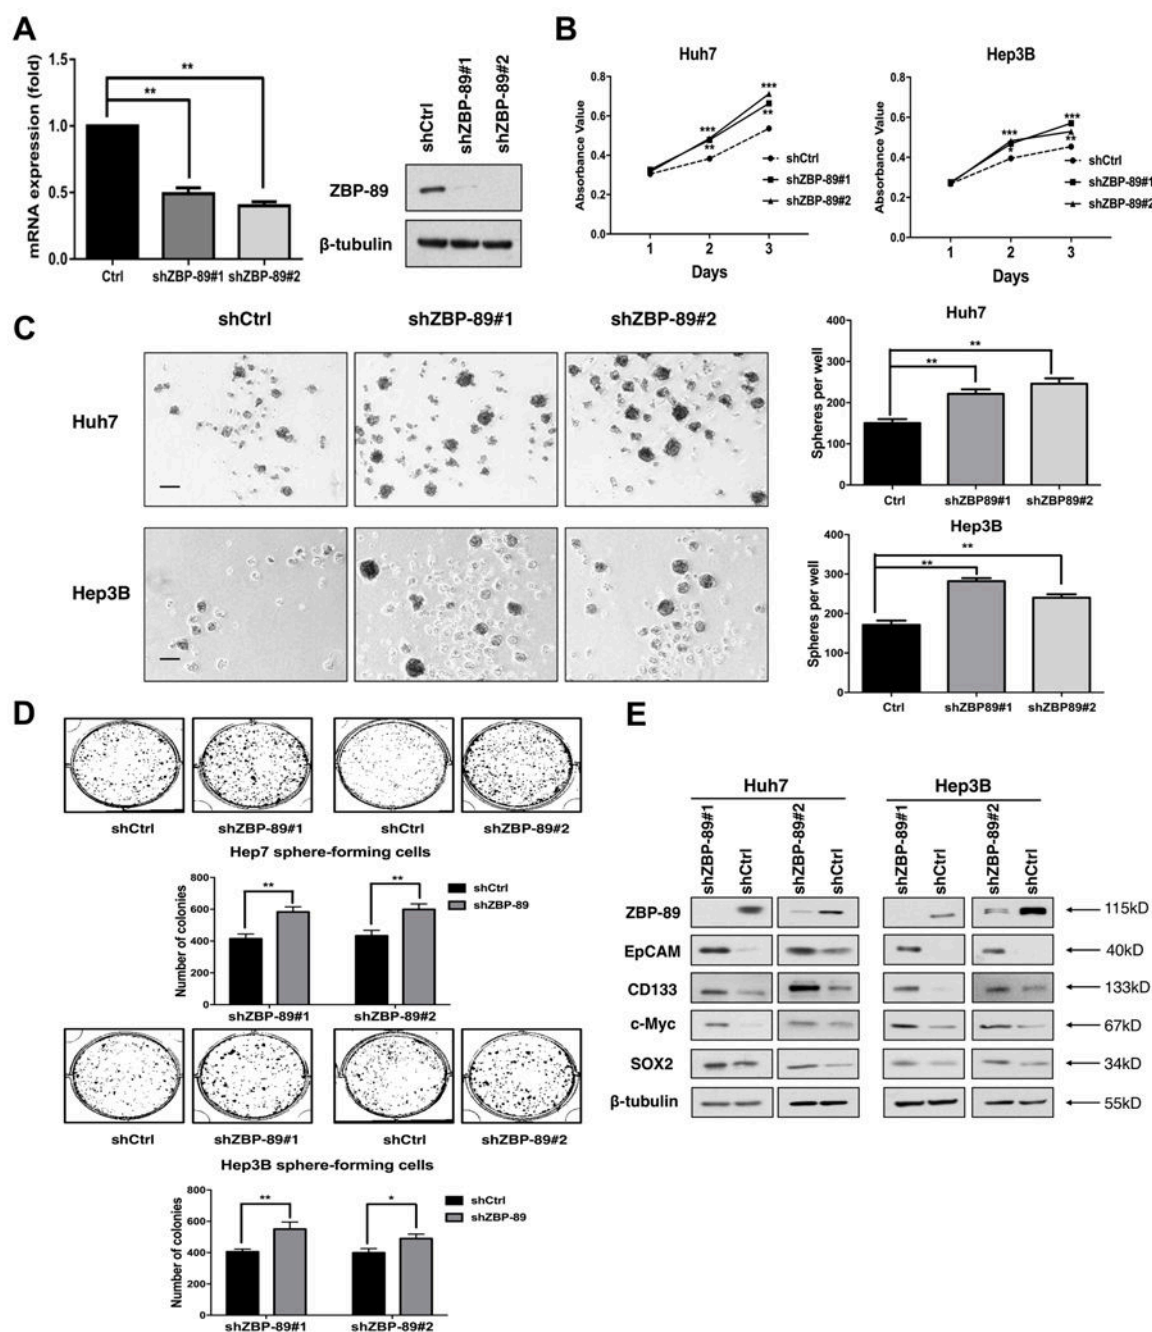 A
mRNA expression (fold)
1.5
1.0
0.5
0.0
**
**
Ctrl shZBP-89#1 shZBP-89#2
shCtrl
shZBP-89#1
shZBP-89#2
ZBP-89
β-tubulin
B
Huh7
Absorbance Value
0.8
0.6
0.4
0.2
0.0
***
**
***
**
shCtrl
shZBP-89#1
shZBP-89#2
1 2 3
Days
Hep3B
Absorbance Value
0.8
0.6
0.4
0.2
0.0
***
*
***
**
shCtrl
shZBP-89#1
shZBP-89#2
1 2 3
Days
C
shCtrl shZBP-89#1 shZBP-89#2
Huh7
Hep3B
Huh7
Spheres per well
400
300
200
100
0
**
**
Ctrl shZBP89#1 shZBP89#2
Hep3B
Spheres per well
400
300
200
100
0
**
**
Ctrl shZBP89#1 shZBP89#2
D
shCtrl shZBP-89#1 shCtrl shZBP-89#2
Hep7 sphere-forming cells
Number of colonies
800
600
400
200
0
** **
shCtrl
shZBP-89
shZBP-89#1 shZBP-89#2
shCtrl shZBP-89#1 shCtrl shZBP-89#2
Hep3B sphere-forming cells
Number of colonies
800
600
400
200
0
** *
shCtrl
shZBP-89
shZBP-89#1 shZBP-89#2
E
Huh7 Hep3B
shZBP-89#1
shCtrl
shZBP-89#2
shCtrl
shZBP-89#1
shCtrl
shZBP-89#2
shCtrl
ZBP-89 115kD
EpCAM 40kD
CD133 133kD
c-Myc 67kD
SOX2 34kD
β-tubulin 55kD